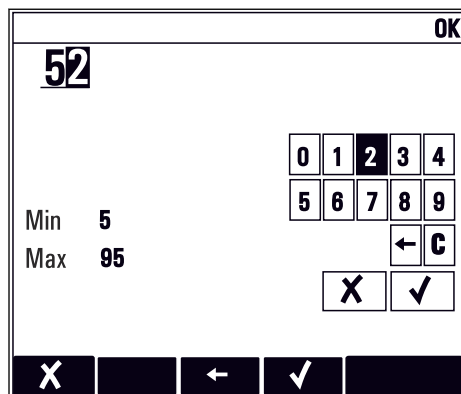 OK
52
0 1 2 3 4
5 6 7 8 9
Min 5
← C
Max 95
✗ ✓
✗ ← ✓